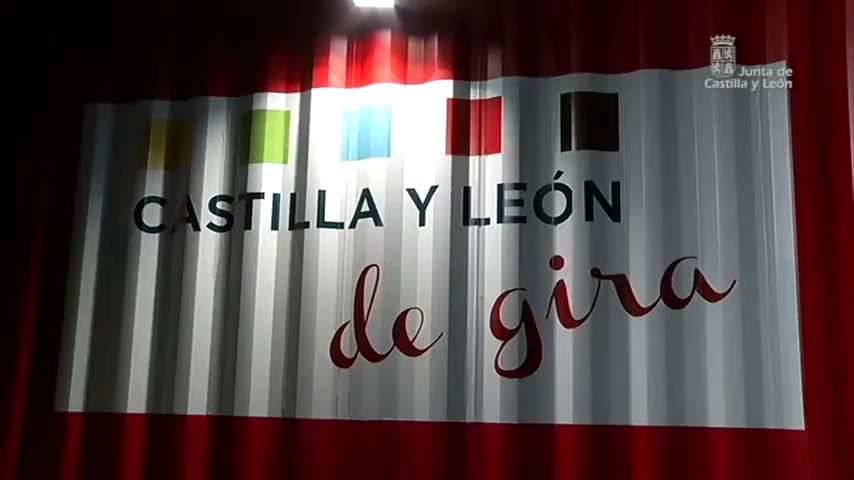 Junta de
Castilla y León
CASTILLA Y LEÓN
de gira